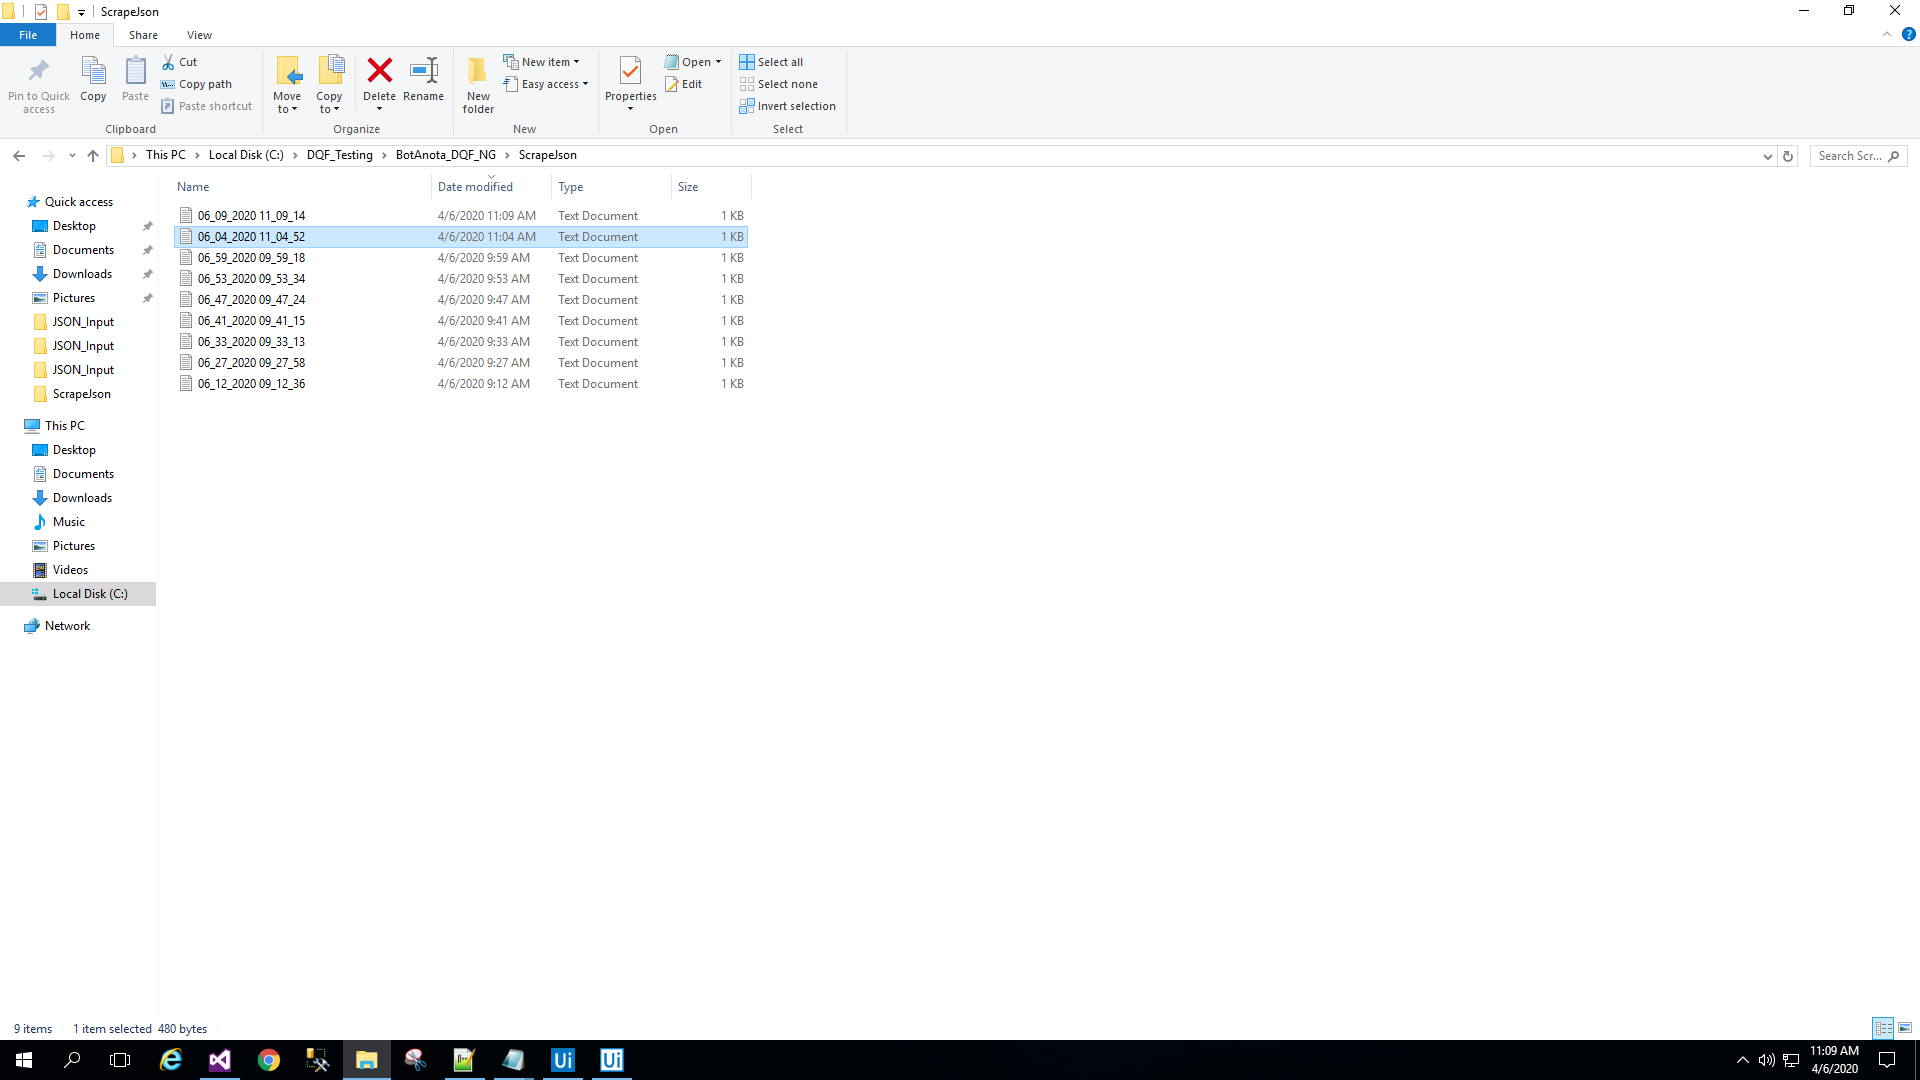 ScrapeJson
File Home Share View
Pin to Quick access
Copy
Paste
Cut
Copy path
Paste shortcut
Clipboard
Move to
Copy to
Delete
Rename
Organize
New folder
New item
Easy access
New
Properties
Open
Edit
Open
Select all
Select none
Invert selection
Select
This PC Local Disk (C:) DQF_Testing BotAnota_DQF_NG ScrapeJson
Search Scr...
Name Date modified Type Size
06_09_2020 11_09_14 4/6/2020 11:09 AM Text Document 1 KB
06_04_2020 11_04_52 4/6/2020 11:04 AM Text Document 1 KB
06_59_2020 09_59_18 4/6/2020 9:59 AM Text Document 1 KB
06_53_2020 09_53_34 4/6/2020 9:53 AM Text Document 1 KB
06_47_2020 09_47_24 4/6/2020 9:47 AM Text Document 1 KB
06_41_2020 09_41_15 4/6/2020 9:41 AM Text Document 1 KB
06_33_2020 09_33_13 4/6/2020 9:33 AM Text Document 1 KB
06_27_2020 09_27_58 4/6/2020 9:27 AM Text Document 1 KB
06_12_2020 09_12_36 4/6/2020 9:12 AM Text Document 1 KB
Quick access
Desktop
Documents
Downloads
Pictures
JSON_Input
JSON_Input
JSON_Input
ScrapeJson
This PC
Desktop
Documents
Downloads
Music
Pictures
Videos
Local Disk (C:)
Network
9 items 1 item selected 480 bytes
Ui Ui
11:09 AM
4/6/2020